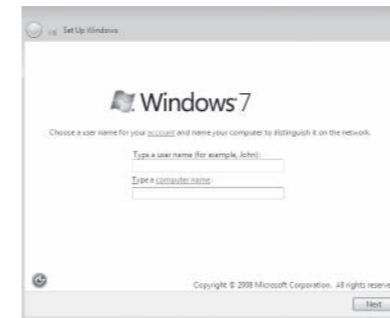 Set Up Windows
Windows 7
Choose a user name for your account and name your computer to distinguish it on the network.
Type a user name (for example, John):
Type a computer name:
Copyright © 2008 Microsoft Corporation. All rights reserve
Next